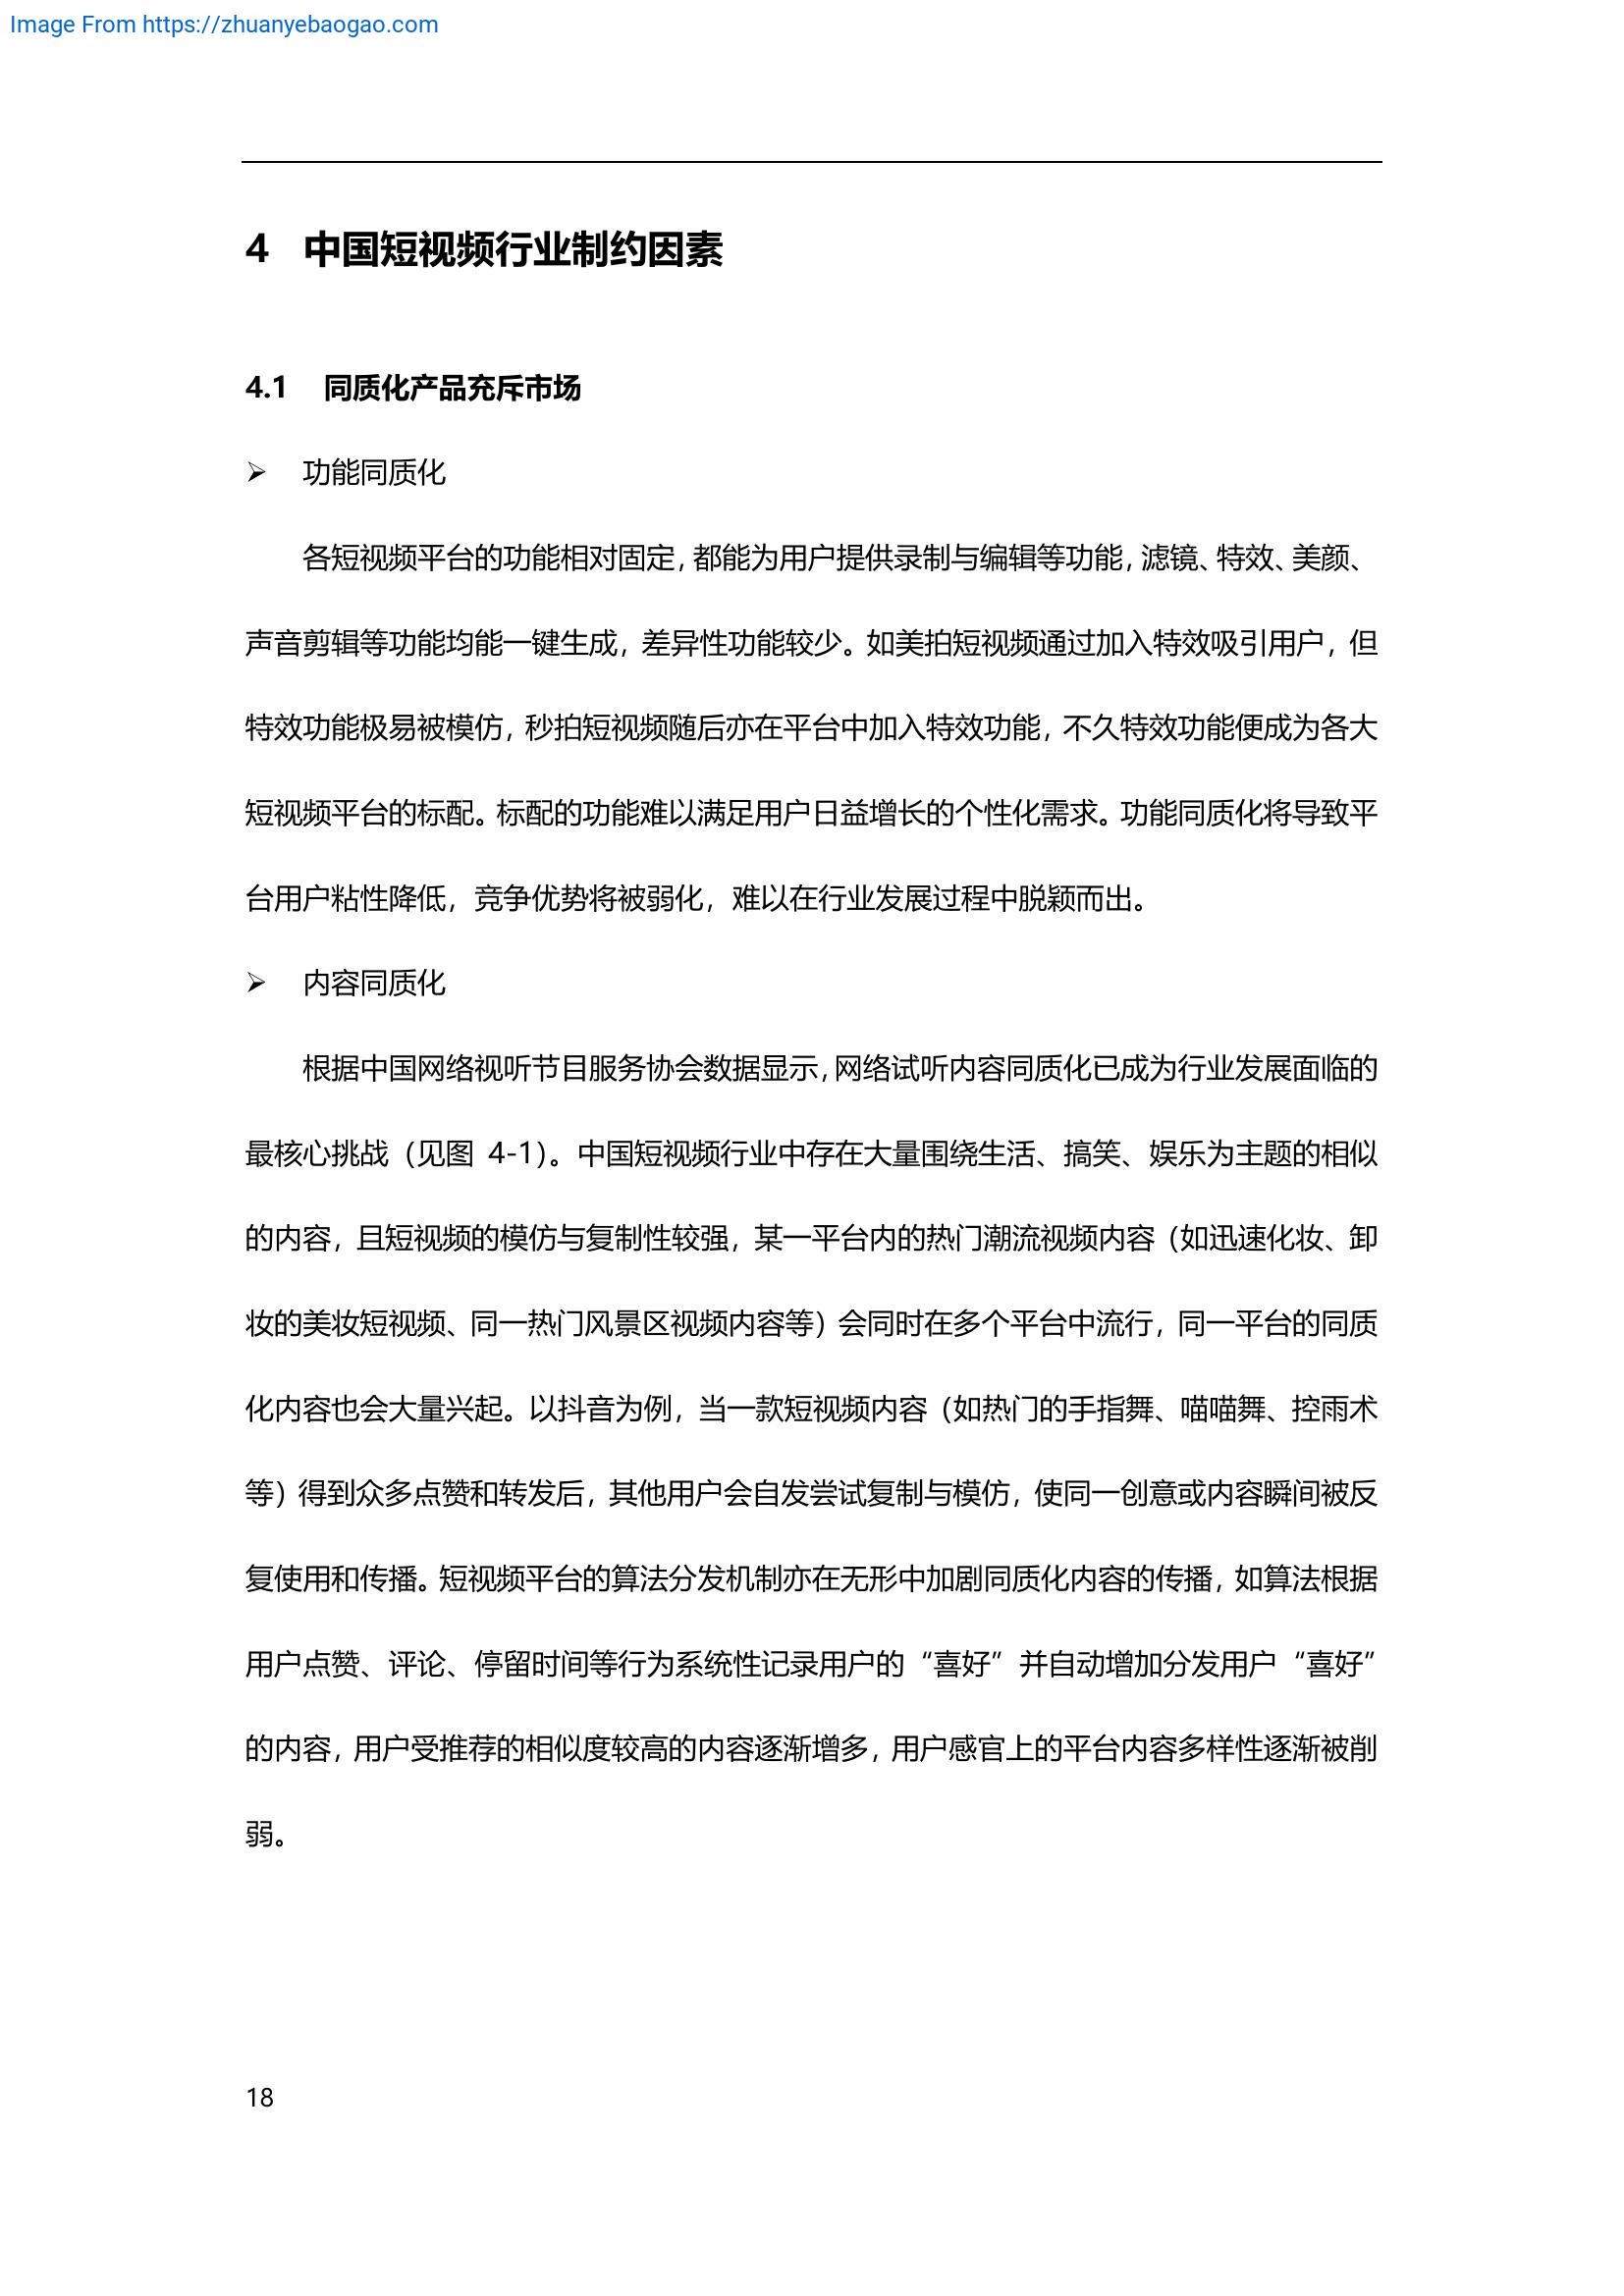 Image From https://zhuanyebaogao.com
4 中国短视频行业制约因素
4.1 同质化产品充斥市场
➢ 功能同质化
各短视频平台的功能相对固定，都能为用户提供录制与编辑等功能，滤镜、特效、美颜、
声音剪辑等功能均能一键生成，差异性功能较少。如美拍短视频通过加入特效吸引用户，但
特效功能极易被模仿，秒拍短视频随后亦在平台中加入特效功能，不久特效功能便成为各大
短视频平台的标配。标配的功能难以满足用户日益增长的个性化需求。功能同质化将导致平
台用户粘性降低，竞争优势将被弱化，难以在行业发展过程中脱颖而出。
➢ 内容同质化
根据中国网络视听节目服务协会数据显示，网络试听内容同质化已成为行业发展面临的
最核心挑战（见图 4-1）。中国短视频行业中存在大量围绕生活、搞笑、娱乐为主题的相似
的内容，且短视频的模仿与复制性较强，某一平台内的热门潮流视频内容（如迅速化妆、卸
妆的美妆短视频、同一热门风景区视频内容等）会同时在多个平台中流行，同一平台的同质
化内容也会大量兴起。以抖音为例，当一款短视频内容（如热门的手指舞、喵喵舞、控雨术
等）得到众多点赞和转发后，其他用户会自发尝试复制与模仿，使同一创意或内容瞬间被反
复使用和传播。短视频平台的算法分发机制亦在无形中加剧同质化内容的传播，如算法根据
用户点赞、评论、停留时间等行为系统性记录用户的“喜好”并自动增加分发用户“喜好”
的内容，用户受推荐的相似度较高的内容逐渐增多，用户感官上的平台内容多样性逐渐被削
弱。
18